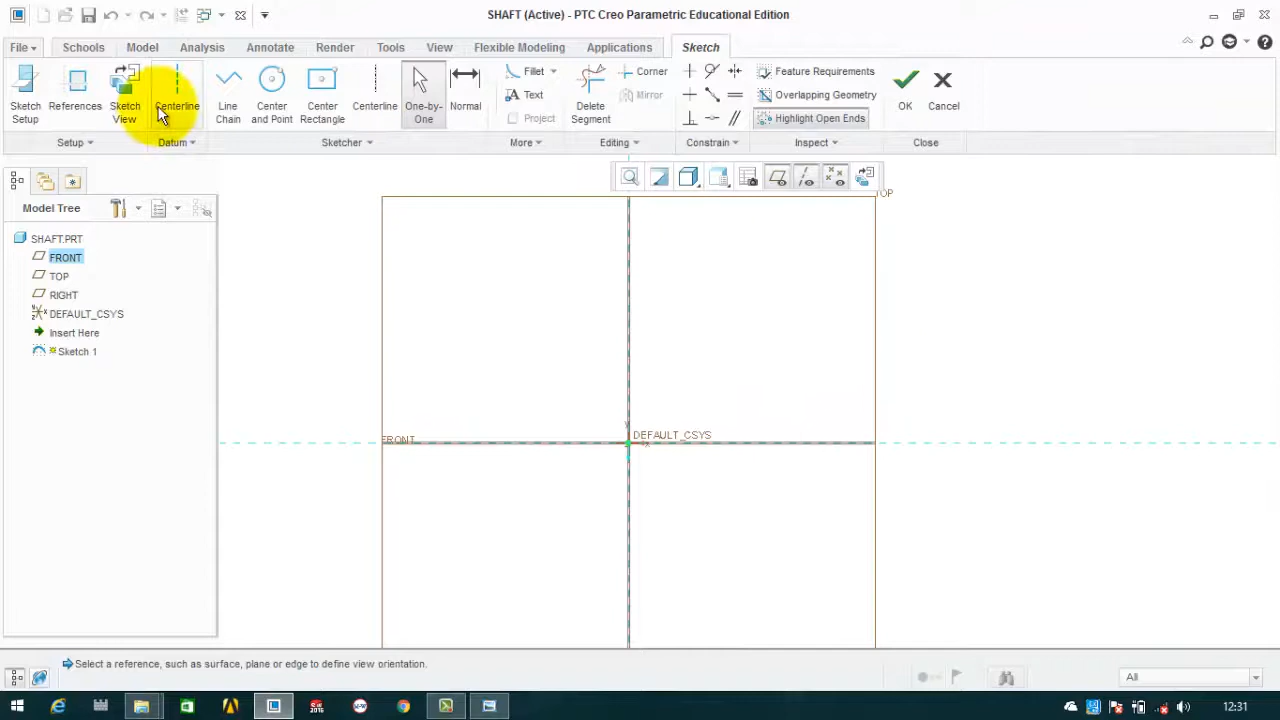 SHAFT (Active) - PTC Creo Parametric Educational Edition
File Schools Model Analysis Annotate Render Tools View Flexible Modeling Applications Sketch
Sketch Setup
References
Sketch View
Centerline
Line Chain
Center and Point
Center Rectangle
Centerline
One-by-One
Normal
Fillet
Text
Project
Corner
Mirror
Delete Segment
Feature Requirements
Overlapping Geometry
Highlight Open Ends
OK
Cancel
Setup Datum Sketcher More Editing Constrain Inspect Close
Model Tree
SHAFT.PRT
FRONT
TOP
RIGHT
DEFAULT_CSYS
Insert Here
Sketch 1
TOP
FRONT
DEFAULT_CSYS
Select a reference, such as surface, plane or edge to define view orientation.
All
2016
12:31